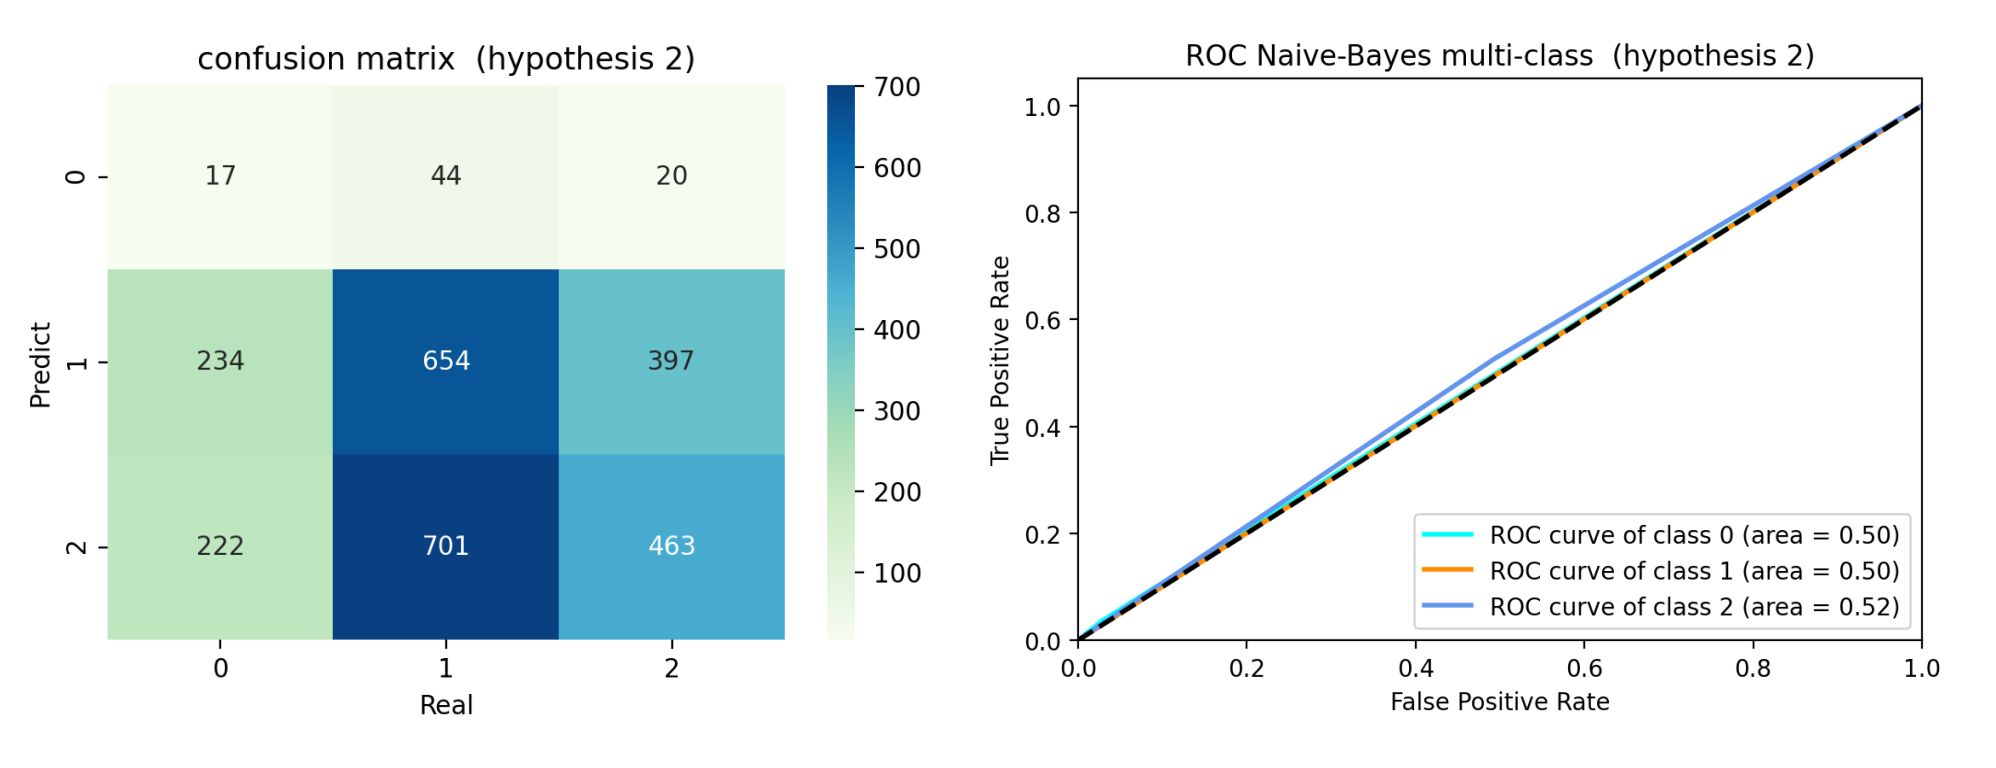 confusion matrix  (hypothesis 2)
Predict
0
1
2
17 44 20
234 654 397
222 701 463
0 1 2
Real
700
600
500
400
300
200
100
ROC Naive-Bayes multi-class  (hypothesis 2)
True Positive Rate
1.0
0.8
0.6
0.4
0.2
0.0
ROC curve of class 0 (area = 0.50)
ROC curve of class 1 (area = 0.50)
ROC curve of class 2 (area = 0.52)
0.0 0.2 0.4 0.6 0.8 1.0
False Positive Rate